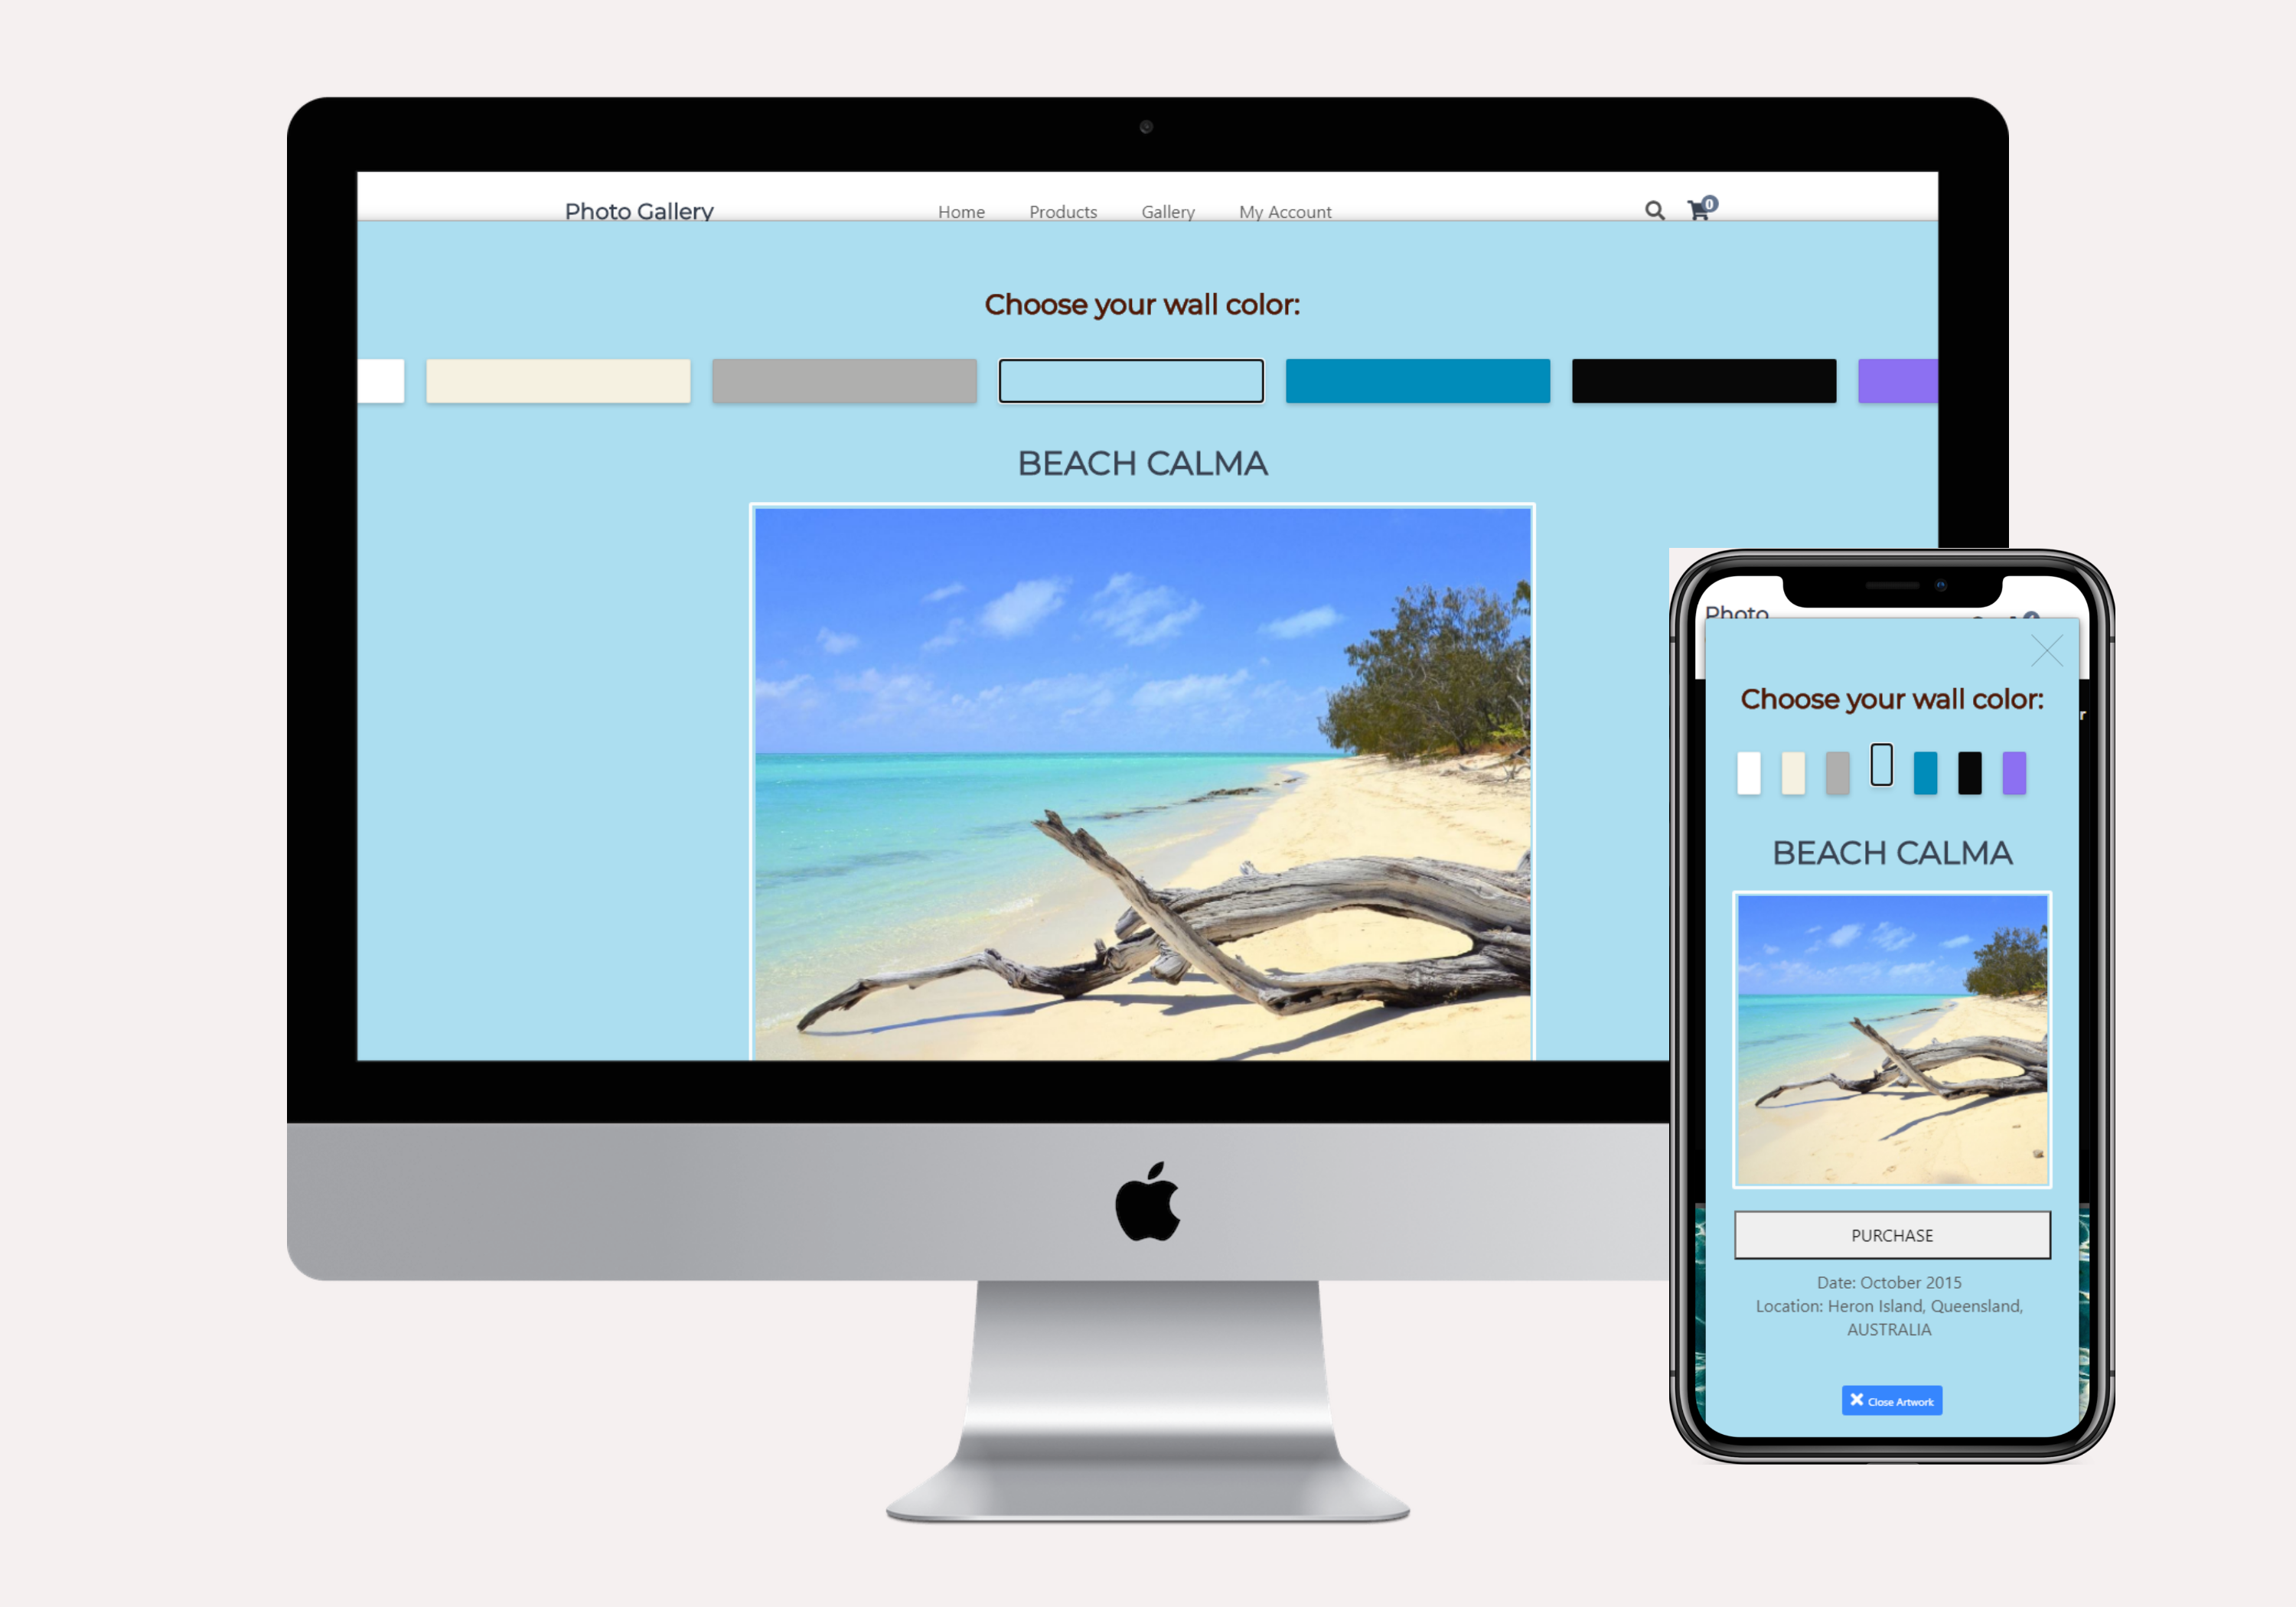 Photo Gallery
Home Products Gallery My Account
0
Choose your wall color:
BEACH CALMA
Photo
r
Choose your wall color:
BEACH CALMA
PURCHASE
Date: October 2015
Location: Heron Island, Queensland,
AUSTRALIA
Close Artwork